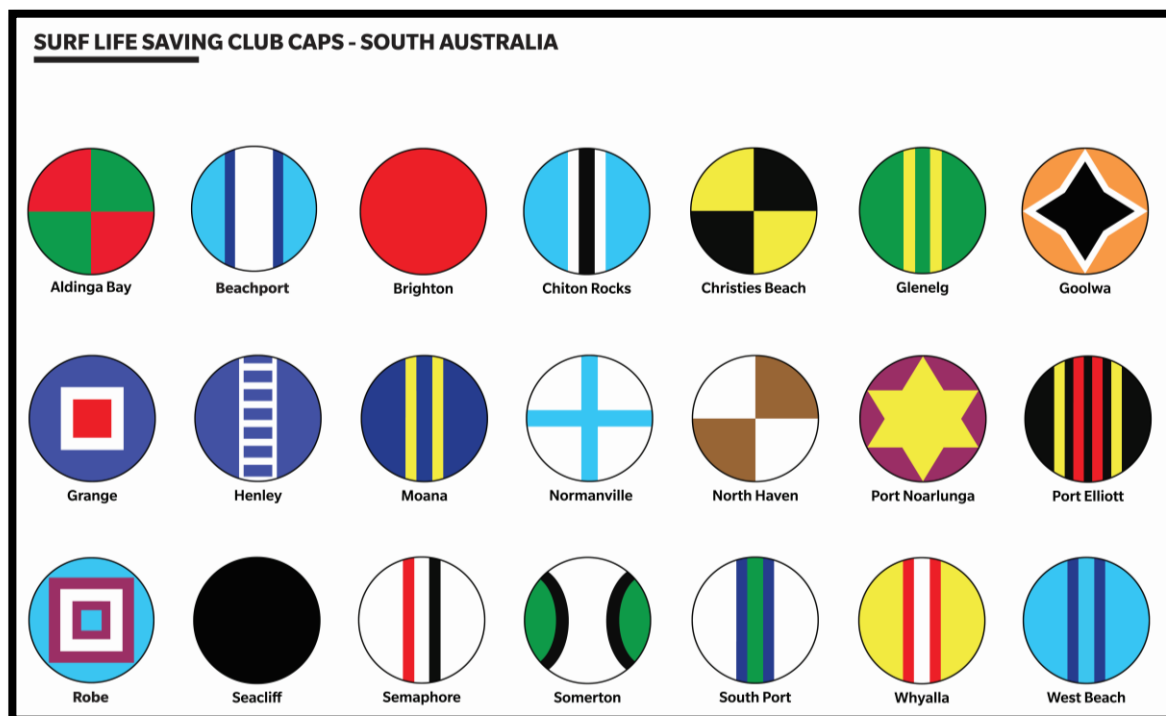 SURF LIFE SAVING CLUB CAPS - SOUTH AUSTRALIA
Aldinga Bay
Beachport
Brighton
Chiton Rocks
Christies Beach
Glenelg
Goolwa
Grange
Henley
Moana
Normanville
North Haven
Port Noarlunga
Port Elliott
Robe
Seacliff
Semaphore
Somerton
South Port
Whyalla
West Beach